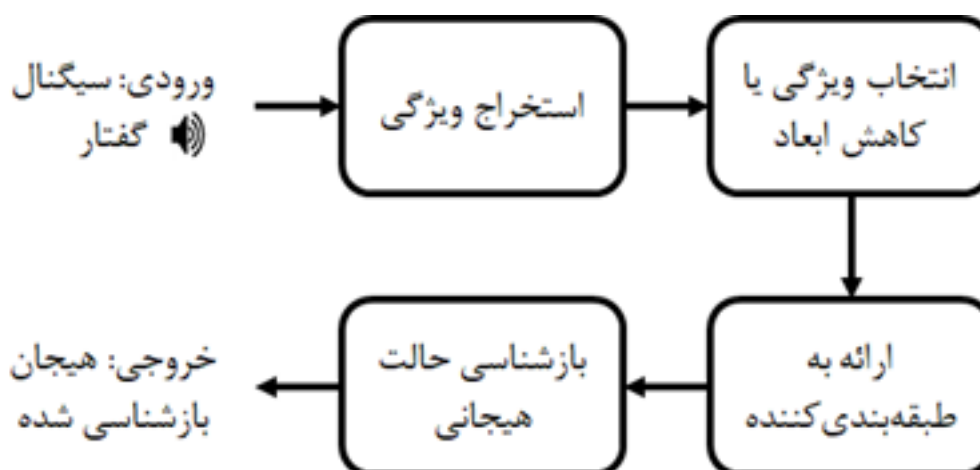 ورودی: سیگنال
گفتار
استخراج ویژگی
انتخاب ویژگی یا
کاهش ابعاد
ارائه به
طبقه‌بندی‌کننده
بازشناسی حالت
هیجانی
خروجی: هیجان
بازشناسی شده